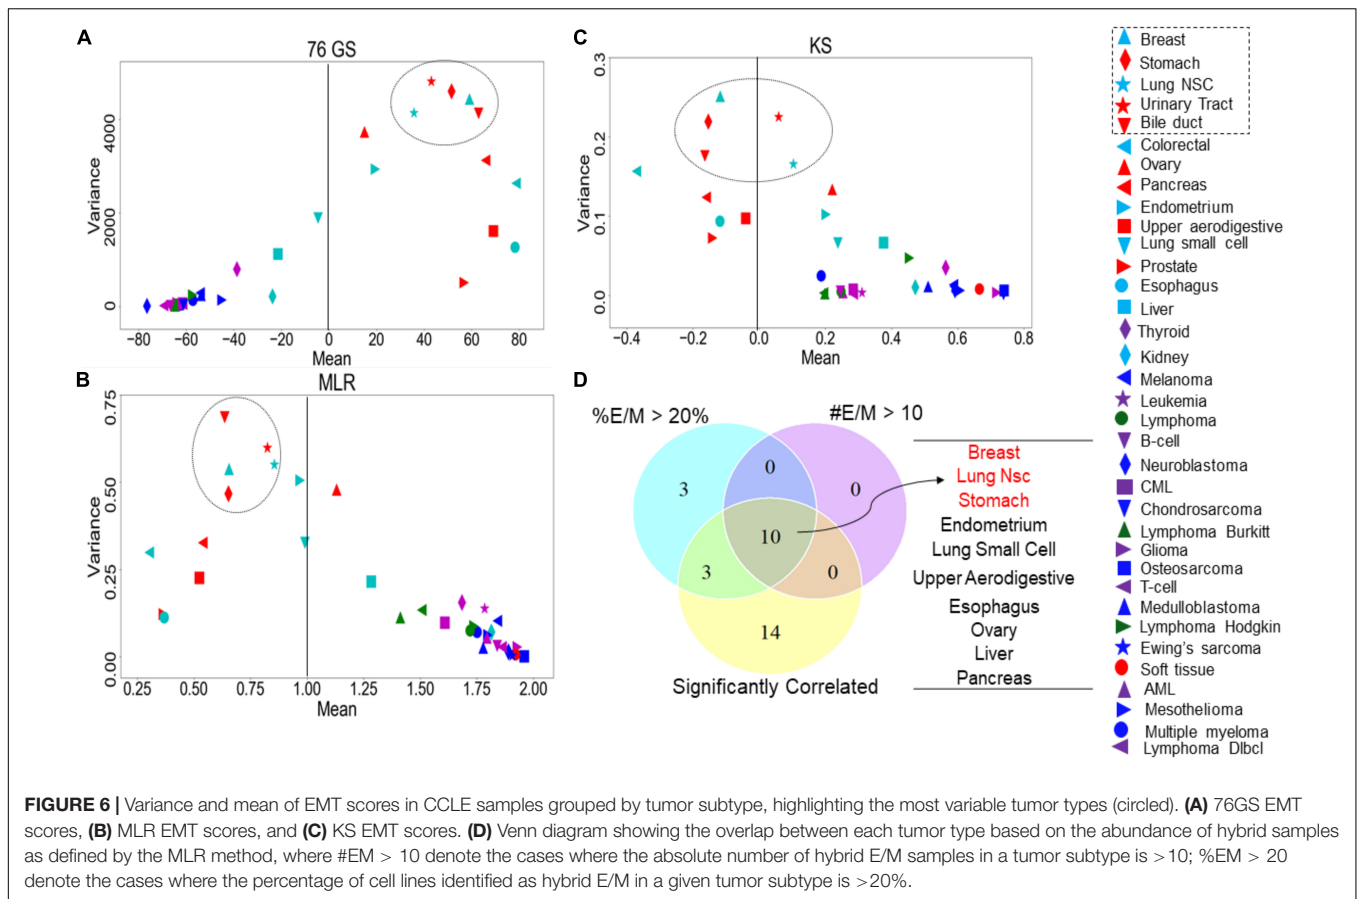 A
76 GS
Variance
4000
2000
0
−80
−60
−40
−20
0
20
40
60
80
Mean
C
KS
Variance
0.3
0.2
0.1
0.0
−0.4
−0.2
0.0
0.2
0.4
0.6
0.8
Mean
B
MLR
Variance
0.75
0.50
0.25
0.00
0.25
0.50
0.75
1.00
1.25
1.50
1.75
2.00
Mean
D
%E/M > 20%
#E/M > 10
3
0
0
10
3
0
14
Significantly Correlated
Breast
Lung Nsc
Stomach
Endometrium
Lung Small Cell
Upper Aerodigestive
Esophagus
Ovary
Liver
Pancreas
Breast
Stomach
Lung NSC
Urinary Tract
Bile duct
Colorectal
Ovary
Pancreas
Endometrium
Upper aerodigestive
Lung small cell
Prostate
Esophagus
Liver
Thyroid
Kidney
Melanoma
Leukemia
Lymphoma
B-cell
Neuroblastoma
CML
Chondrosarcoma
Lymphoma Burkitt
Glioma
Osteosarcoma
T-cell
Medulloblastoma
Lymphoma Hodgkin
Ewing's sarcoma
Soft tissue
AML
Mesothelioma
Multiple myeloma
Lymphoma Dlbcl
FIGURE 6 | Variance and mean of EMT scores in CCLE samples grouped by tumor subtype, highlighting the most variable tumor types (circled). (A) 76GS EMT
scores, (B) MLR EMT scores, and (C) KS EMT scores. (D) Venn diagram showing the overlap between each tumor type based on the abundance of hybrid samples
as defined by the MLR method, where #EM > 10 denote the cases where the absolute number of hybrid E/M samples in a tumor subtype is >10; %EM > 20
denote the cases where the percentage of cell lines identified as hybrid E/M in a given tumor subtype is >20%.